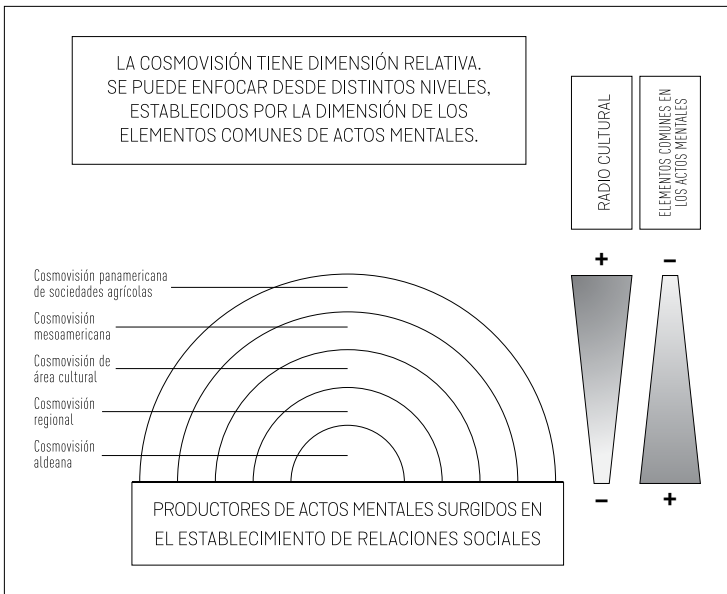 LA COSMOVISIÓN TIENE DIMENSIÓN RELATIVA.
SE PUEDE ENFOCAR DESDE DISTINTOS NIVELES,
ESTABLECIDOS POR LA DIMENSIÓN DE LOS
ELEMENTOS COMUNES DE ACTOS MENTALES.
RADIO CULTURAL
ELEMENTOS COMUNES EN
LOS ACTOS MENTALES
+
–
Cosmovisión panamericana
de sociedades agrícolas
Cosmovisión
mesoamericana
Cosmovisión de
área cultural
Cosmovisión
regional
Cosmovisión
aldeana
–
+
PRODUCTORES DE ACTOS MENTALES SURGIDOS EN
EL ESTABLECIMIENTO DE RELACIONES SOCIALES